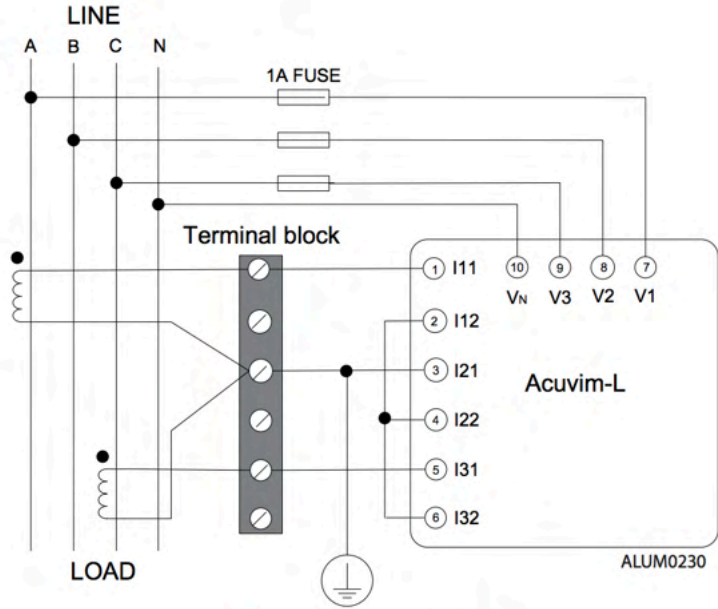 LINE
A B C N
1A FUSE
Terminal block
1 I11
10 9 8 7
VN V3 V2 V1
2 I12
3 I21
Acuvim-L
4 I22
5 I31
6 I32
ALUM0230
LOAD